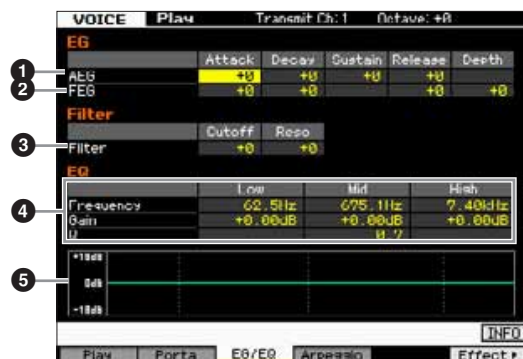 VOICE Play Transmit Ch: 1 Octave: +0
EG
Attack Decay Sustain Release Depth
1 AEG +0 +0 +0 +0
2 FEG +0 +0 +0 +0
Filter
Cutoff Reso
3 Filter +0 +0
EQ
Low Mid High
4 Frequency 62.5Hz 675.1Hz 7.40kHz
Gain +0.00dB +0.00dB +0.00dB
Q 0.7
+18dB
5 0dB
-18dB
INFO
Play Porta EG/EQ Arpeggio Effect